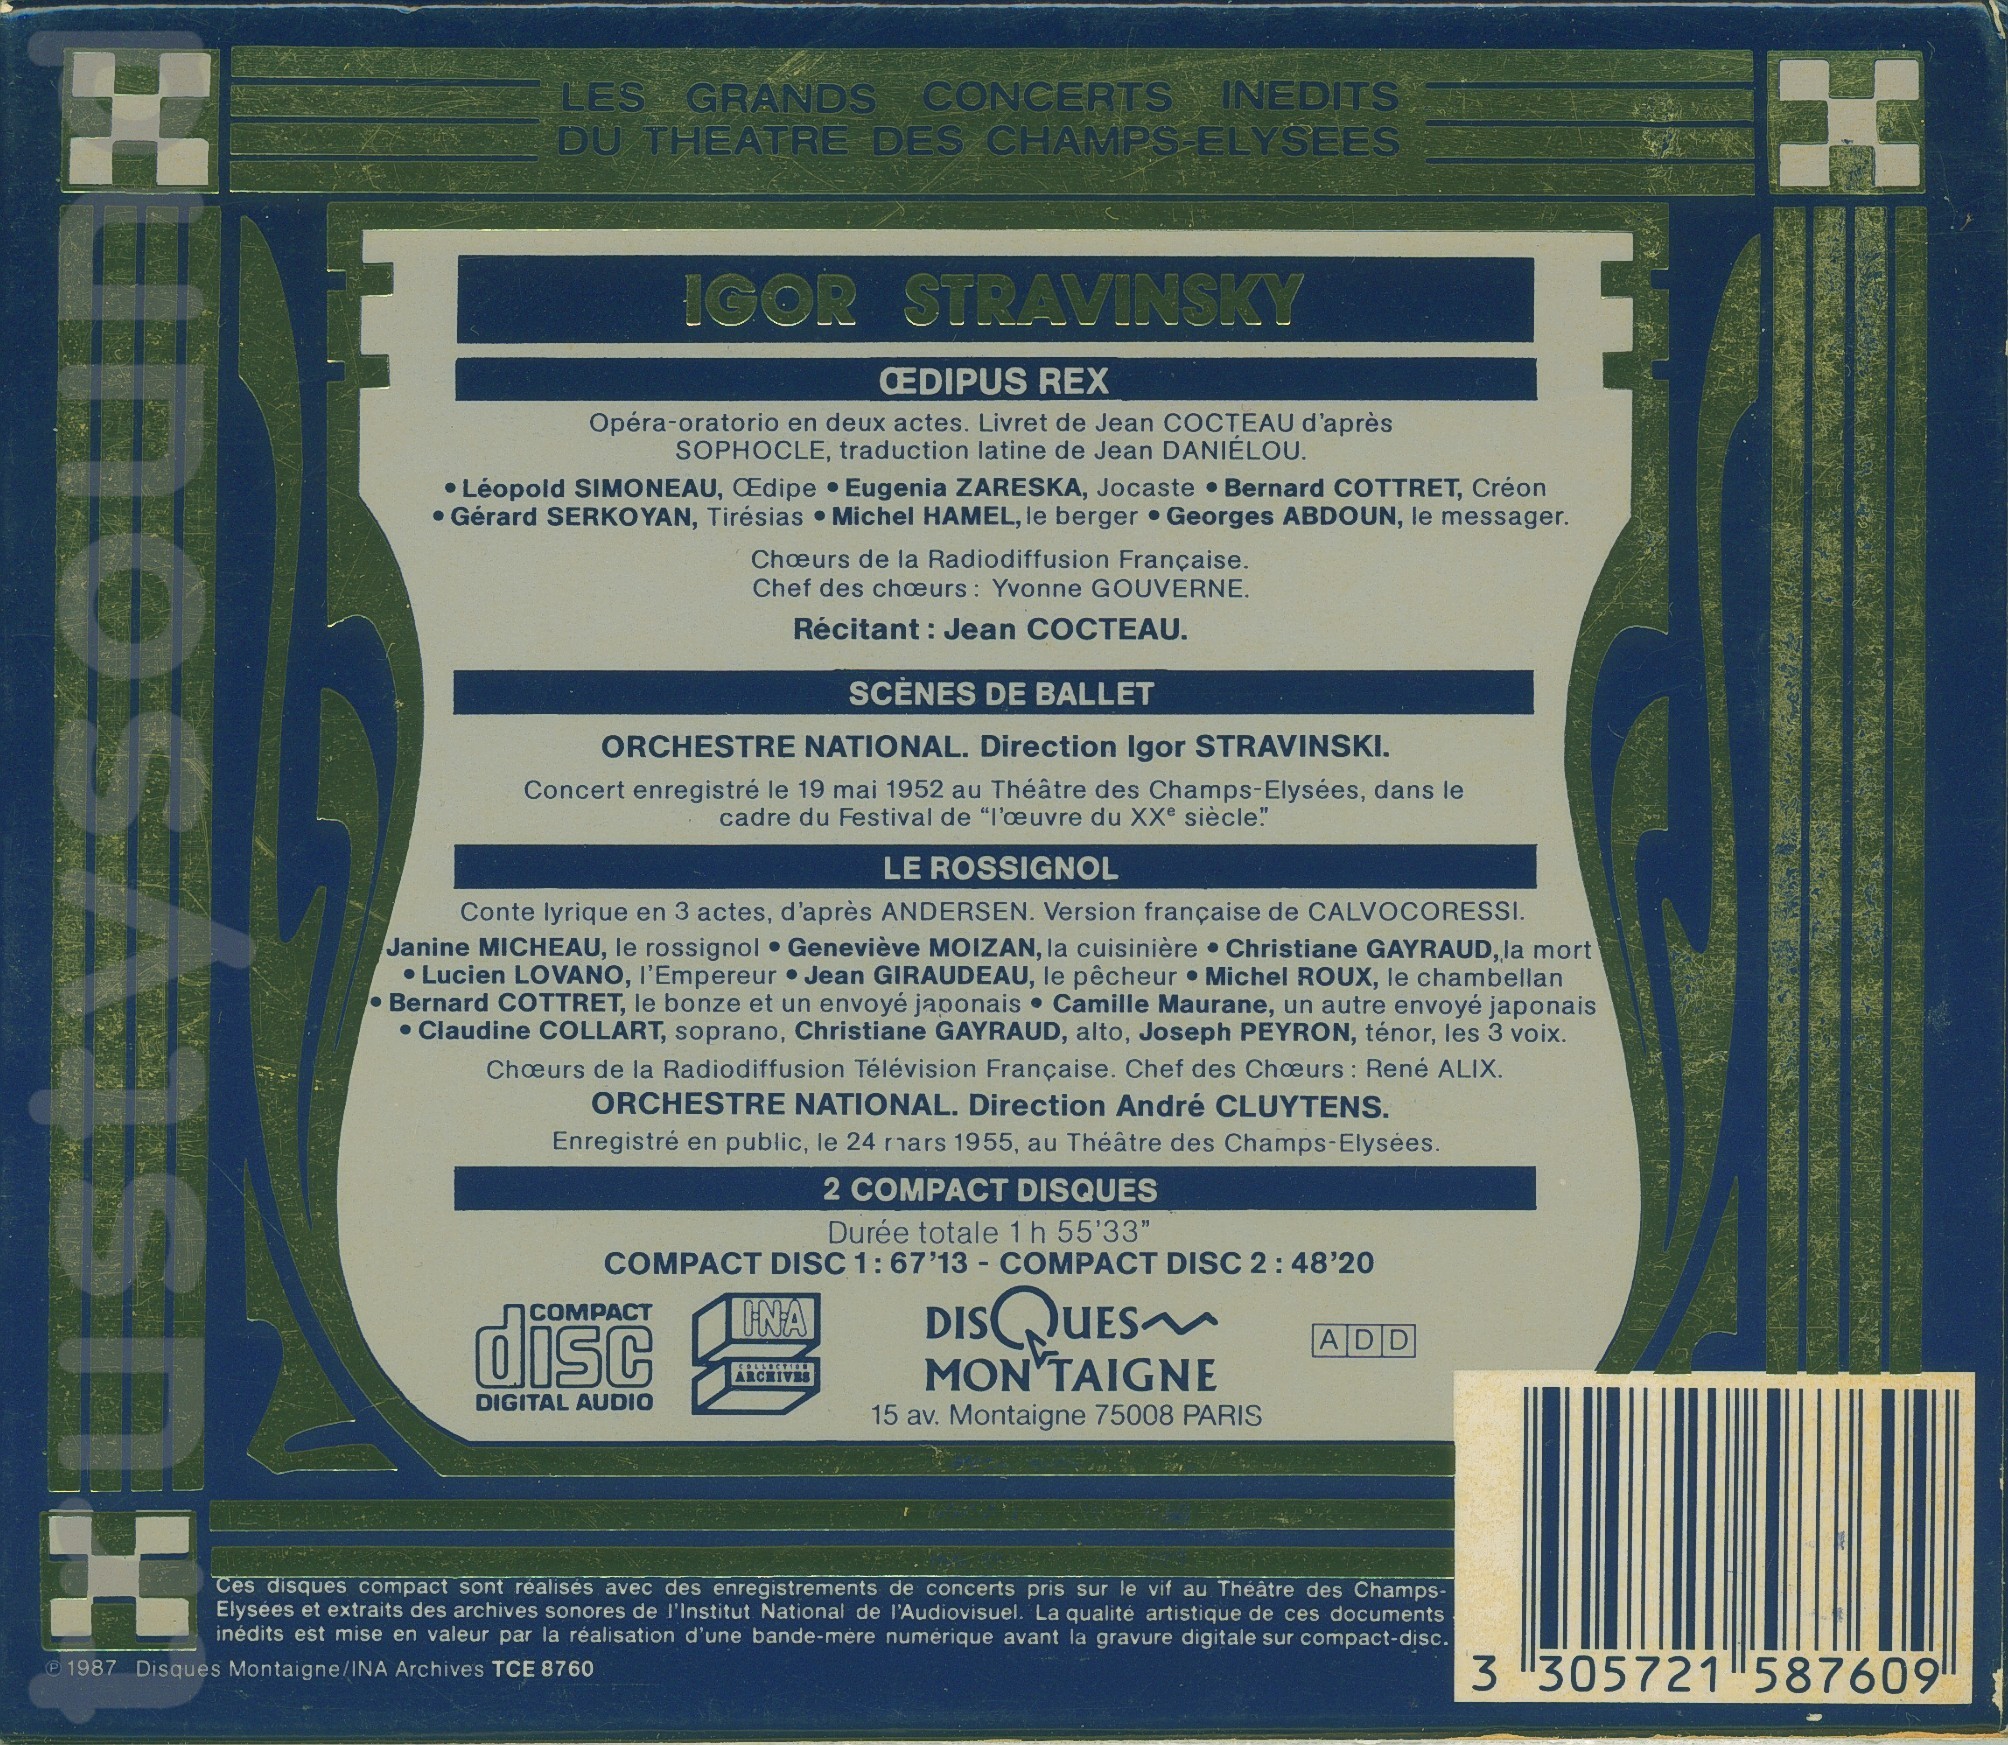 LES GRANDS CONCERTS INEDITS
DU THEATRE DES CHAMPS-ELYSEES
IGOR STRAVINSKY
ŒDIPUS REX
Opéra-oratorio en deux actes. Livret de Jean COCTEAU d'après
SOPHOCLE, traduction latine de Jean DANIÉLOU.
• Léopold SIMONEAU, Œdipe • Eugenia ZARESKA, Jocaste • Bernard COTTRET, Créon
• Gérard SERKOYAN, Tirésias • Michel HAMEL, le berger • Georges ABDOUN, le messager.
Chœurs de la Radiodiffusion Française.
Chef des chœurs : Yvonne GOUVERNE.
Récitant : Jean COCTEAU.
SCÈNES DE BALLET
ORCHESTRE NATIONAL. Direction Igor STRAVINSKI.
Concert enregistré le 19 mai 1952 au Théâtre des Champs-Elysées, dans le
cadre du Festival de "l'œuvre du XXe siècle".
LE ROSSIGNOL
Conte lyrique en 3 actes, d'après ANDERSEN. Version française de CALVOCORESSI.
Janine MICHEAU, le rossignol • Geneviève MOIZAN, la cuisinière • Christiane GAYRAUD, la mort
• Lucien LOVANO, l'Empereur • Jean GIRAUDEAU, le pêcheur • Michel ROUX, le chambellan
• Bernard COTTRET, le bonze et un envoyé japonais • Camille Maurane, un autre envoyé japonais
• Claudine COLLART, soprano, Christiane GAYRAUD, alto, Joseph PEYRON, ténor, les 3 voix.
Chœurs de la Radiodiffusion Télévision Française. Chef des Chœurs : René ALIX.
ORCHESTRE NATIONAL. Direction André CLUYTENS.
Enregistré en public, le 24 mars 1955, au Théâtre des Champs-Elysées.
2 COMPACT DISQUES
Durée totale 1 h 55'33"
COMPACT DISC 1 : 67'13 - COMPACT DISC 2 : 48'20
COMPACT
disc
DIGITAL AUDIO
INA
COLLECTION
ARCHIVES
DISQUES
MONTAIGNE
15 av. Montaigne 75008 PARIS
ADD
Ces disques compact sont réalisés avec des enregistrements de concerts pris sur le vif au Théâtre des Champs-
Elysées et extraits des archives sonores de l'Institut National de l'Audiovisuel. La qualité artistique de ces documents
inédits est mise en valeur par la réalisation d'une bande-mère numérique avant la gravure digitale sur compact-disc.
℗ 1987 Disques Montaigne/INA Archives TCE 8760
3 305721 587609
trustysound